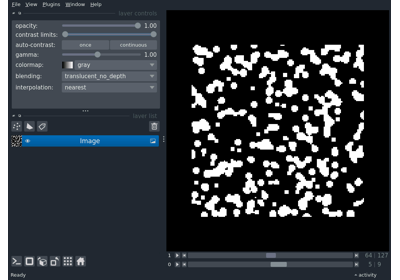 File View Plugins Window Help
layer controls
opacity: 1.00
contrast limits:
auto-contrast: once continuous
gamma: 1.00
colormap: gray
blending: translucent_no_depth
interpolation: nearest
layer list
Image
1 64 127
0 5 9
Ready activity